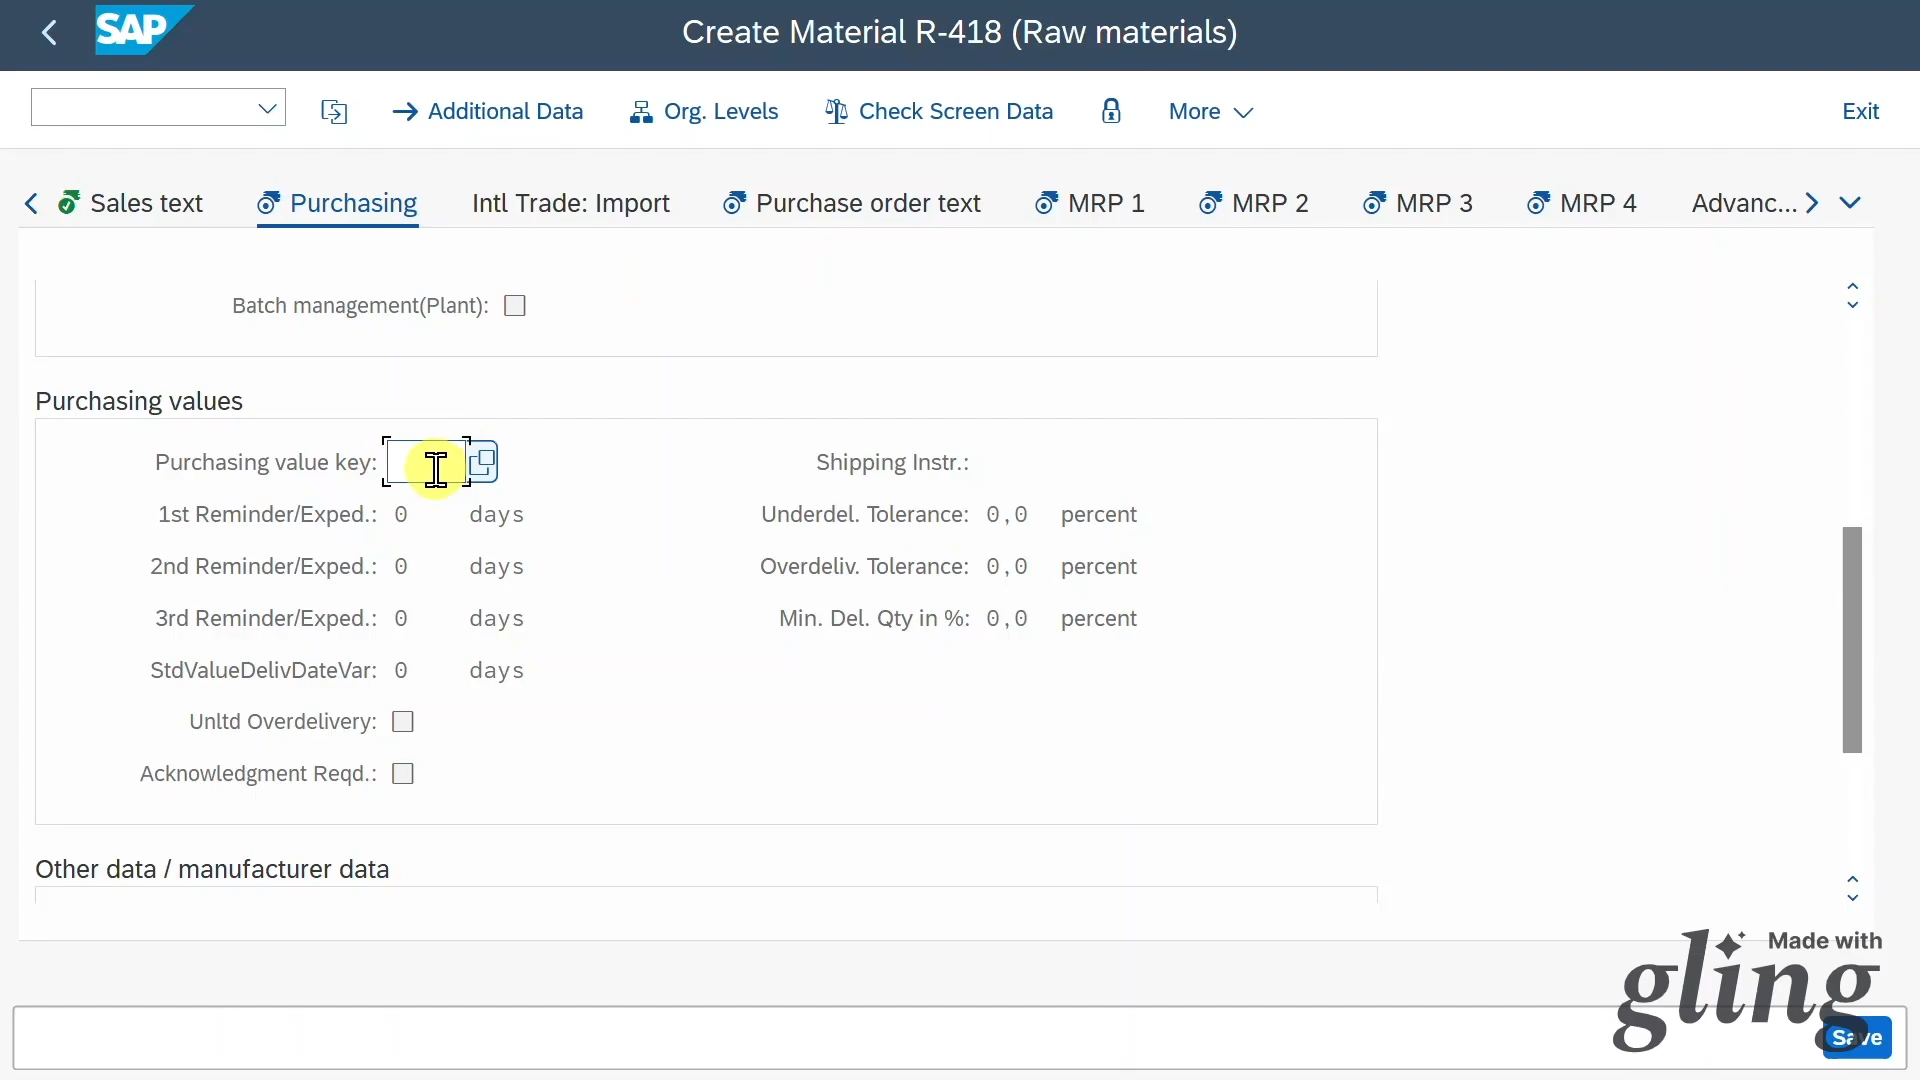 SAP
Create Material R-418 (Raw materials)
Additional Data
Org. Levels
Check Screen Data
More
Exit
Sales text
Purchasing
Intl Trade: Import
Purchase order text
MRP 1
MRP 2
MRP 3
MRP 4
Advanc...
Batch management(Plant):
Purchasing values
Purchasing value key:
Shipping Instr.:
1st Reminder/Exped.: 0 days
Underdel. Tolerance: 0,0 percent
2nd Reminder/Exped.: 0 days
Overdeliv. Tolerance: 0,0 percent
3rd Reminder/Exped.: 0 days
Min. Del. Qty in %: 0,0 percent
StdValueDelivDateVar: 0 days
Unltd Overdelivery:
Acknowledgment Reqd.:
Other data / manufacturer data
Made with
gling
Save